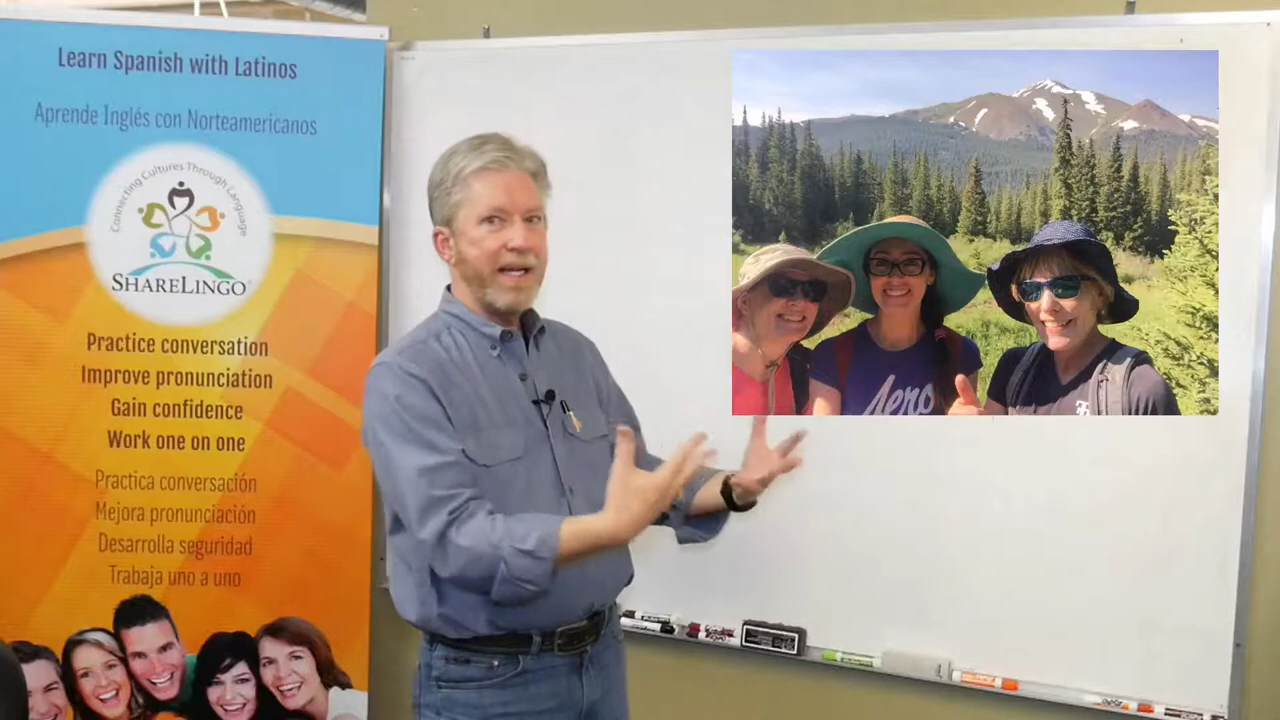 Learn Spanish with Latinos
Aprende Inglés con Norteamericanos
Connecting Cultures Through Language
SHARELINGO
Practice conversation
Improve pronunciation
Gain confidence
Work one on one
Practica conversación
Mejora pronunciación
Desarrolla seguridad
Trabaja uno a uno
Aero